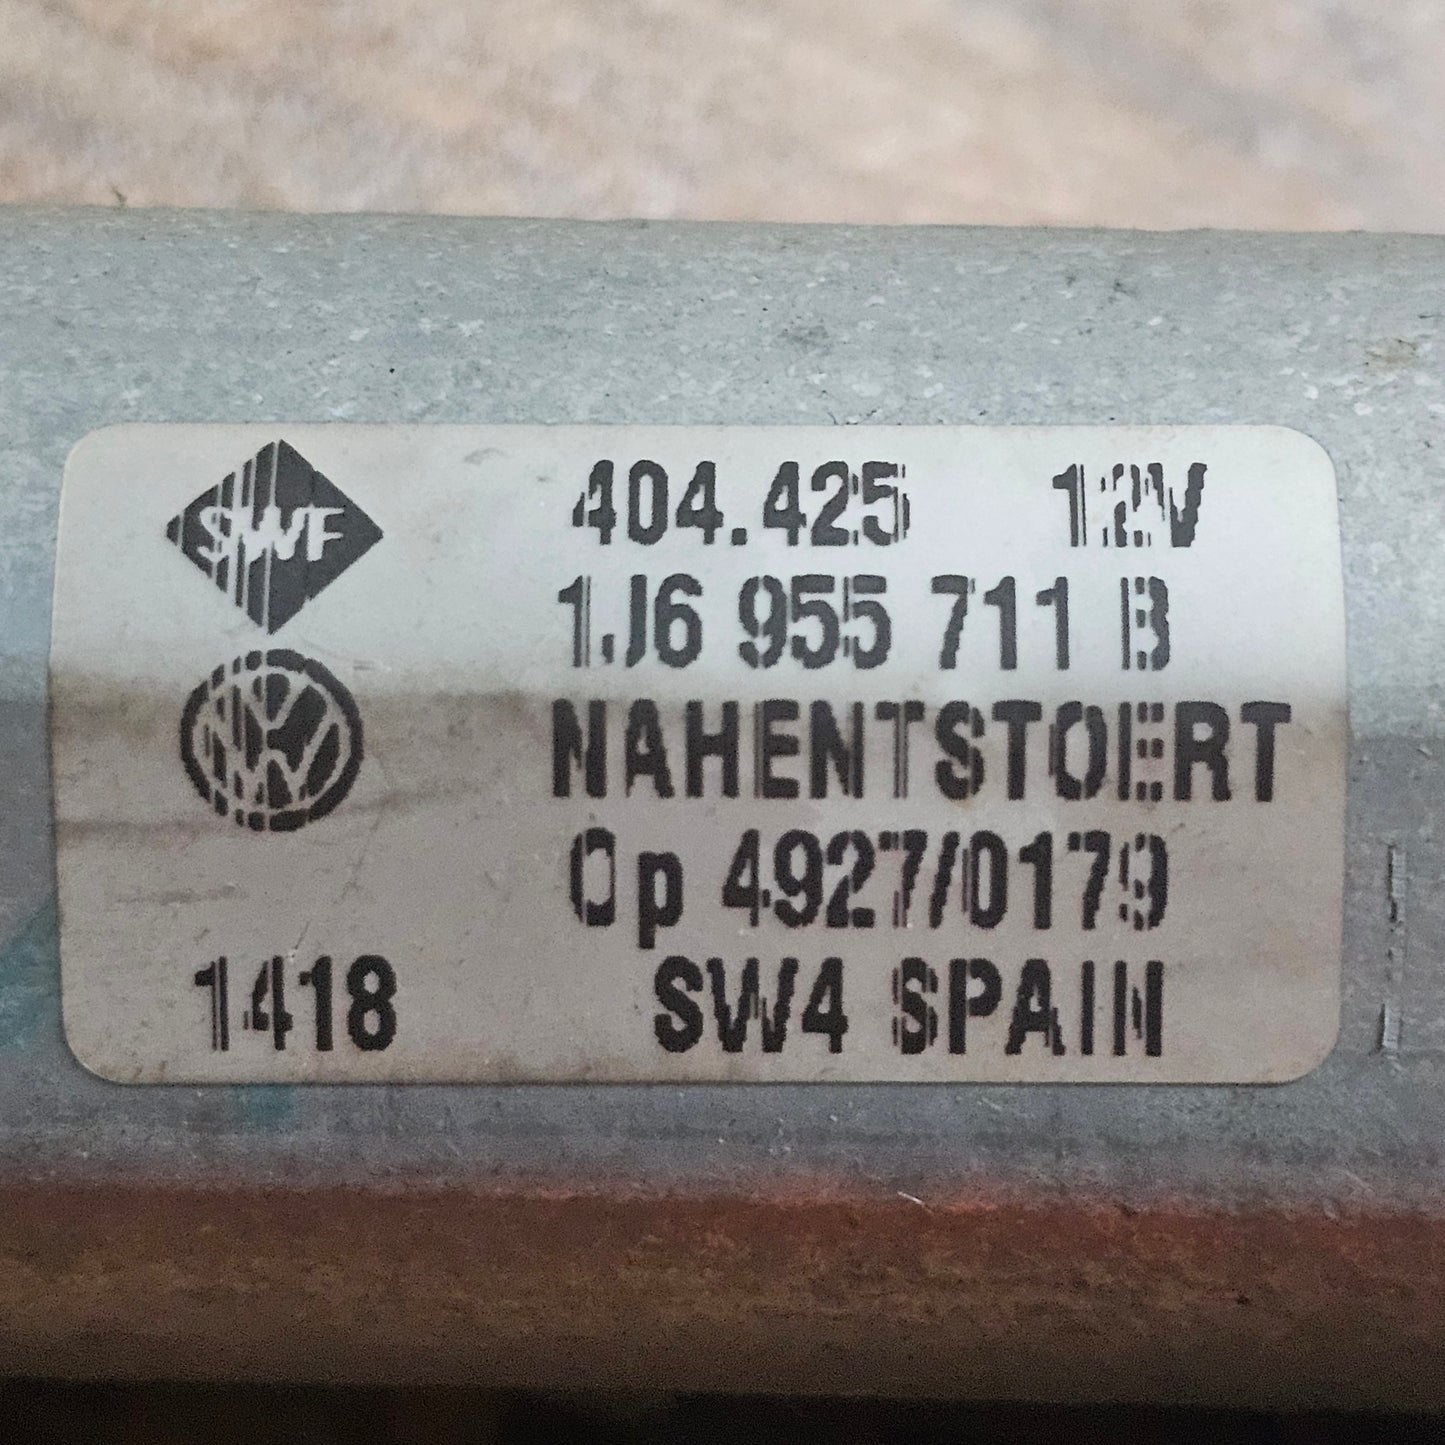 SWF
404.425 12V
1J6 955 711 B
NAHENTSTOERT
Op 4927/0179
1418 SW4 SPAIN